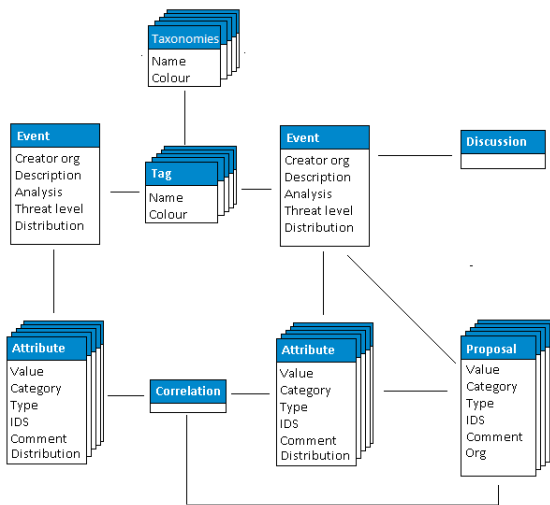 Taxonomies
Name
Colour
Event
Creator org
Description
Analysis
Threat level
Distribution
Tag
Name
Colour
Event
Creator org
Description
Analysis
Threat level
Distribution
Discussion
Attribute
Value
Category
Type
IDS
Comment
Distribution
Correlation
Attribute
Value
Category
Type
IDS
Comment
Distribution
Proposal
Value
Category
Type
IDS
Comment
Org